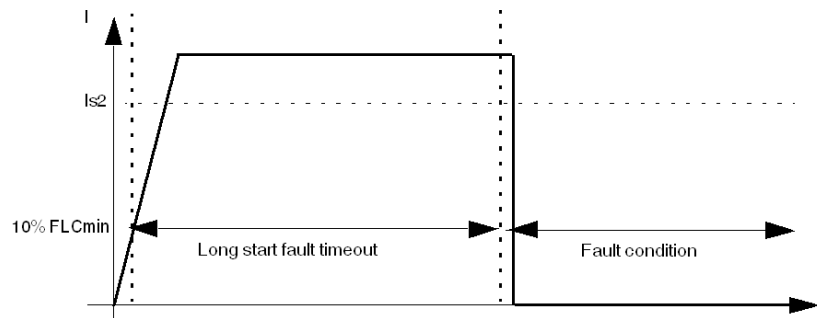 I
Is2
10% FLCmin
Long start fault timeout
Fault condition